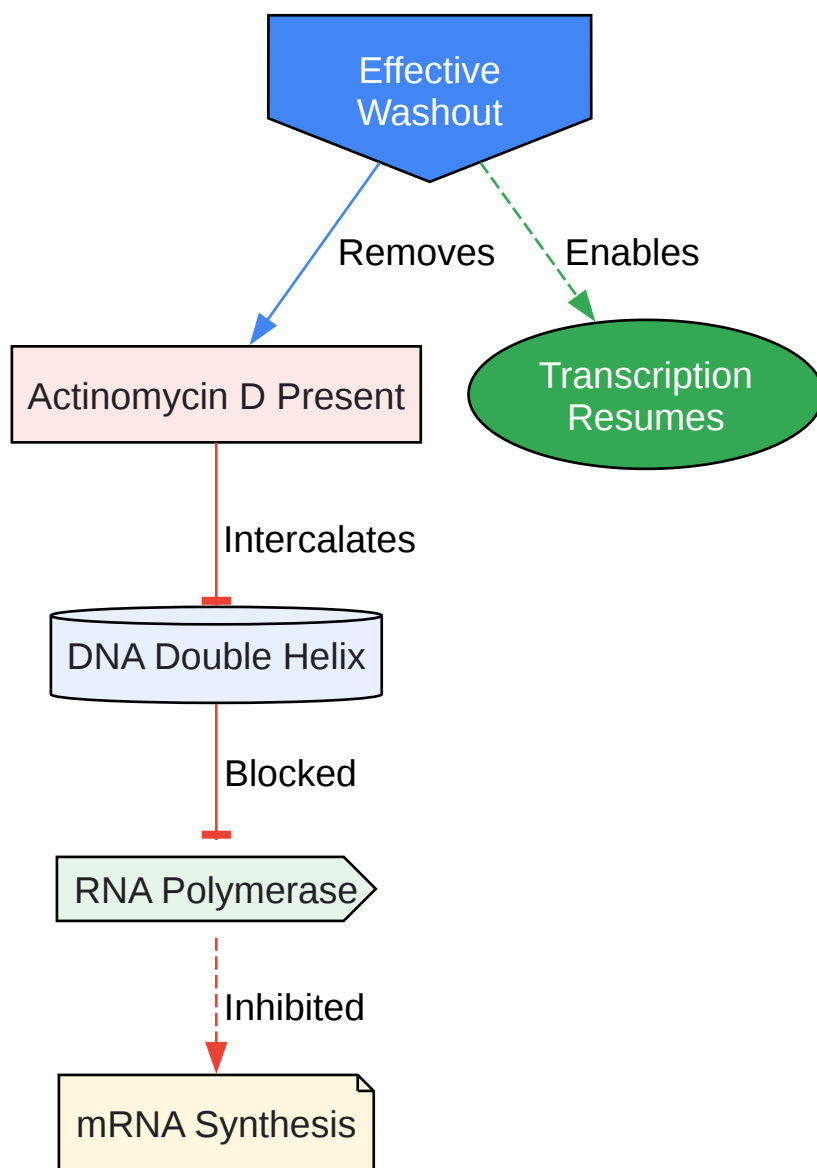 Effective
Washout
Removes
Enables
Actinomycin D Present
Transcription
Resumes
Intercalates
DNA Double Helix
Blocked
RNA Polymerase
Inhibited
mRNA Synthesis